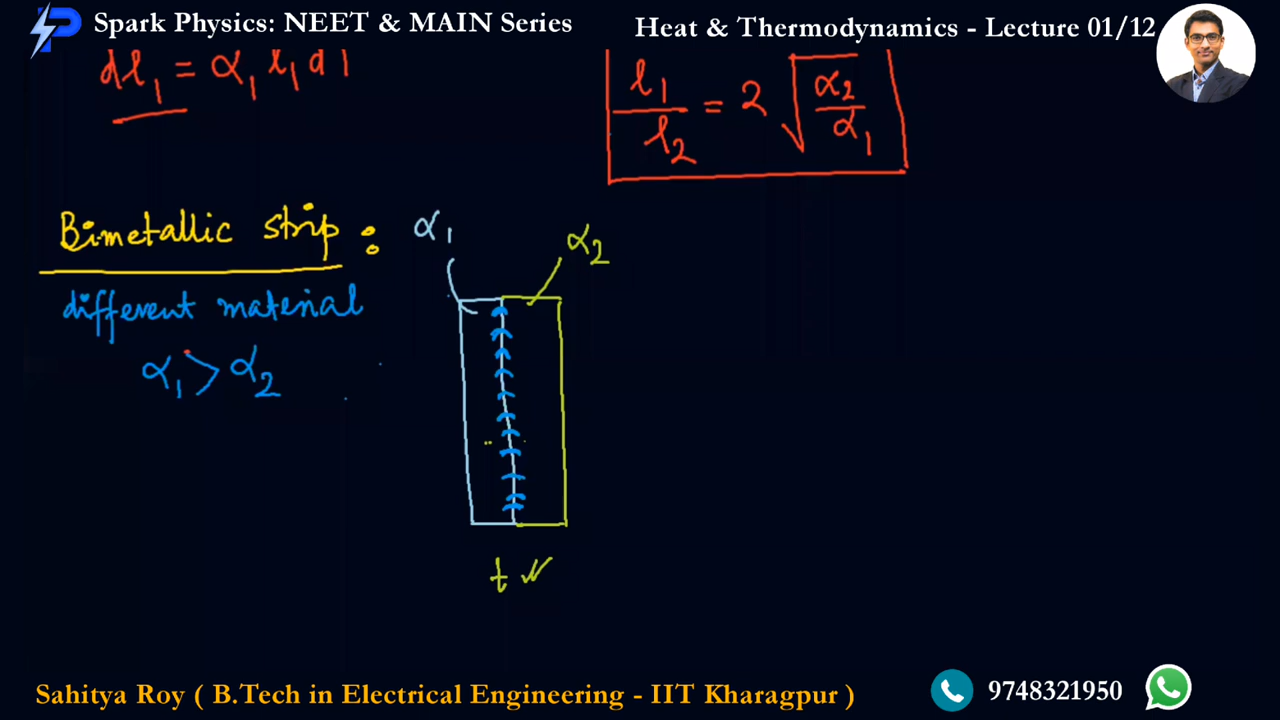 Spark Physics: NEET & MAIN Series
Heat & Thermodynamics - Lecture 01/12
dl₁ = α₁ l₁ dT
l₁/l₂ = 2 √(α₂/α₁)
Bimetallic strip :
α₁
α₂
different material
α₁ > α₂
t
Sahitya Roy ( B.Tech in Electrical Engineering - IIT Kharagpur )
9748321950